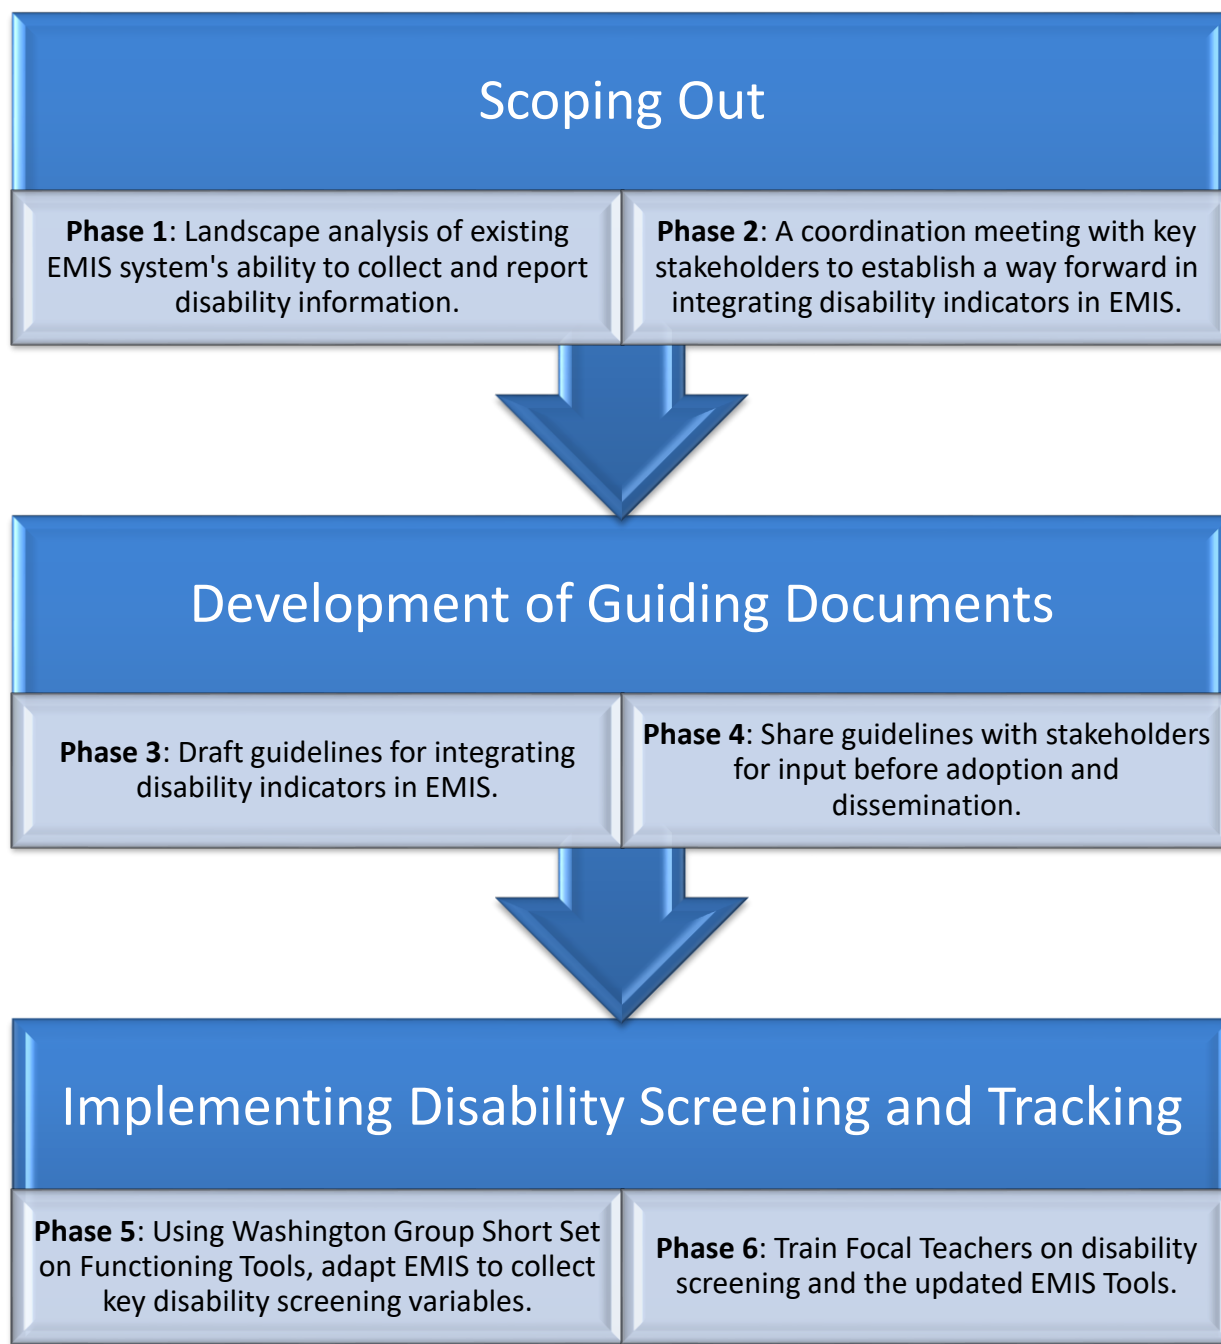 Scoping Out
Phase 1: Landscape analysis of existing
EMIS system's ability to collect and report
disability information.
Phase 2: A coordination meeting with key
stakeholders to establish a way forward in
integrating disability indicators in EMIS.
Development of Guiding Documents
Phase 3: Draft guidelines for integrating
disability indicators in EMIS.
Phase 4: Share guidelines with stakeholders
for input before adoption and
dissemination.
Implementing Disability Screening and Tracking
Phase 5: Using Washington Group Short Set
on Functioning Tools, adapt EMIS to collect
key disability screening variables.
Phase 6: Train Focal Teachers on disability
screening and the updated EMIS Tools.